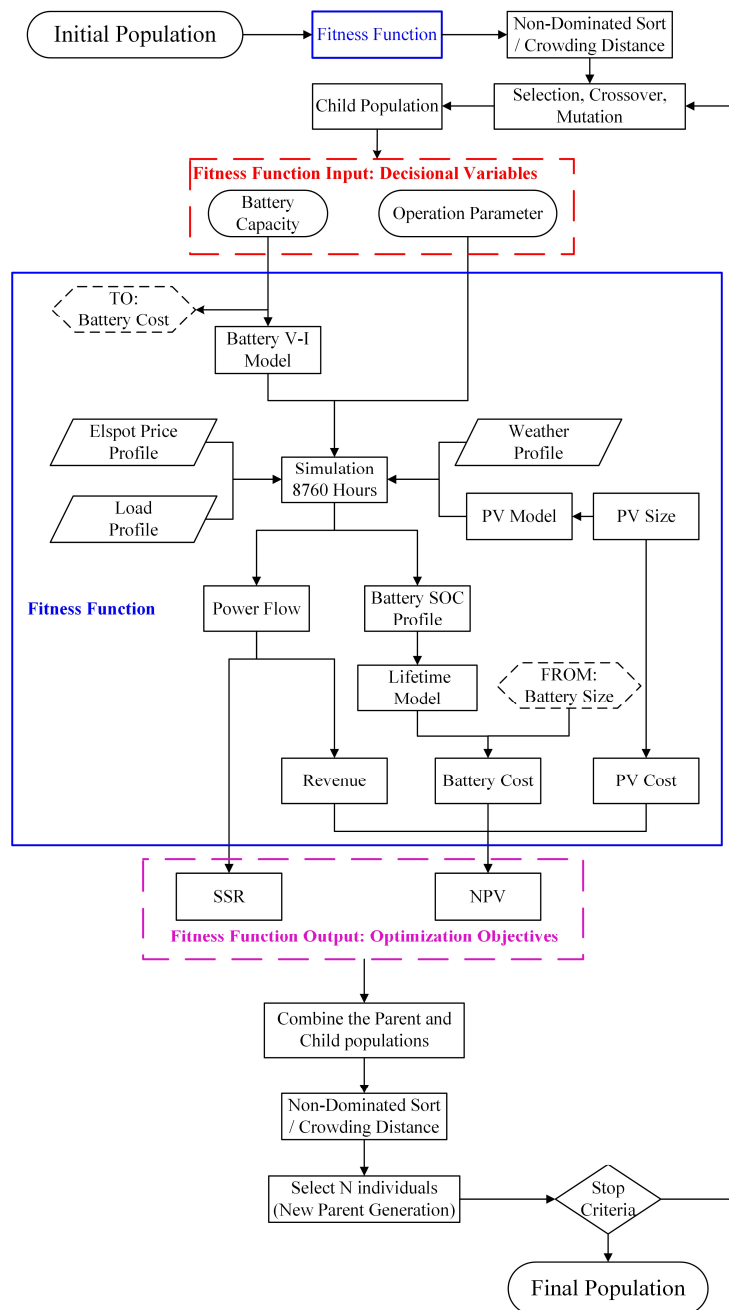 Initial Population
Fitness Function
Non-Dominated Sort
/ Crowding Distance
Child Population
Selection, Crossover,
Mutation
Fitness Function Input: Decisional Variables
Battery
Capacity
Operation Parameter
TO:
Battery Cost
Battery V-I
Model
Elspot Price
Profile
Weather
Profile
Simulation
8760 Hours
Load
Profile
PV Model
PV Size
Fitness Function
Power Flow
Battery SOC
Profile
Lifetime
Model
FROM:
Battery Size
Revenue
Battery Cost
PV Cost
SSR
NPV
Fitness Function Output: Optimization Objectives
Combine the Parent and
Child populations
Non-Dominated Sort
/ Crowding Distance
Select N individuals
(New Parent Generation)
Stop
Criteria
Final Population